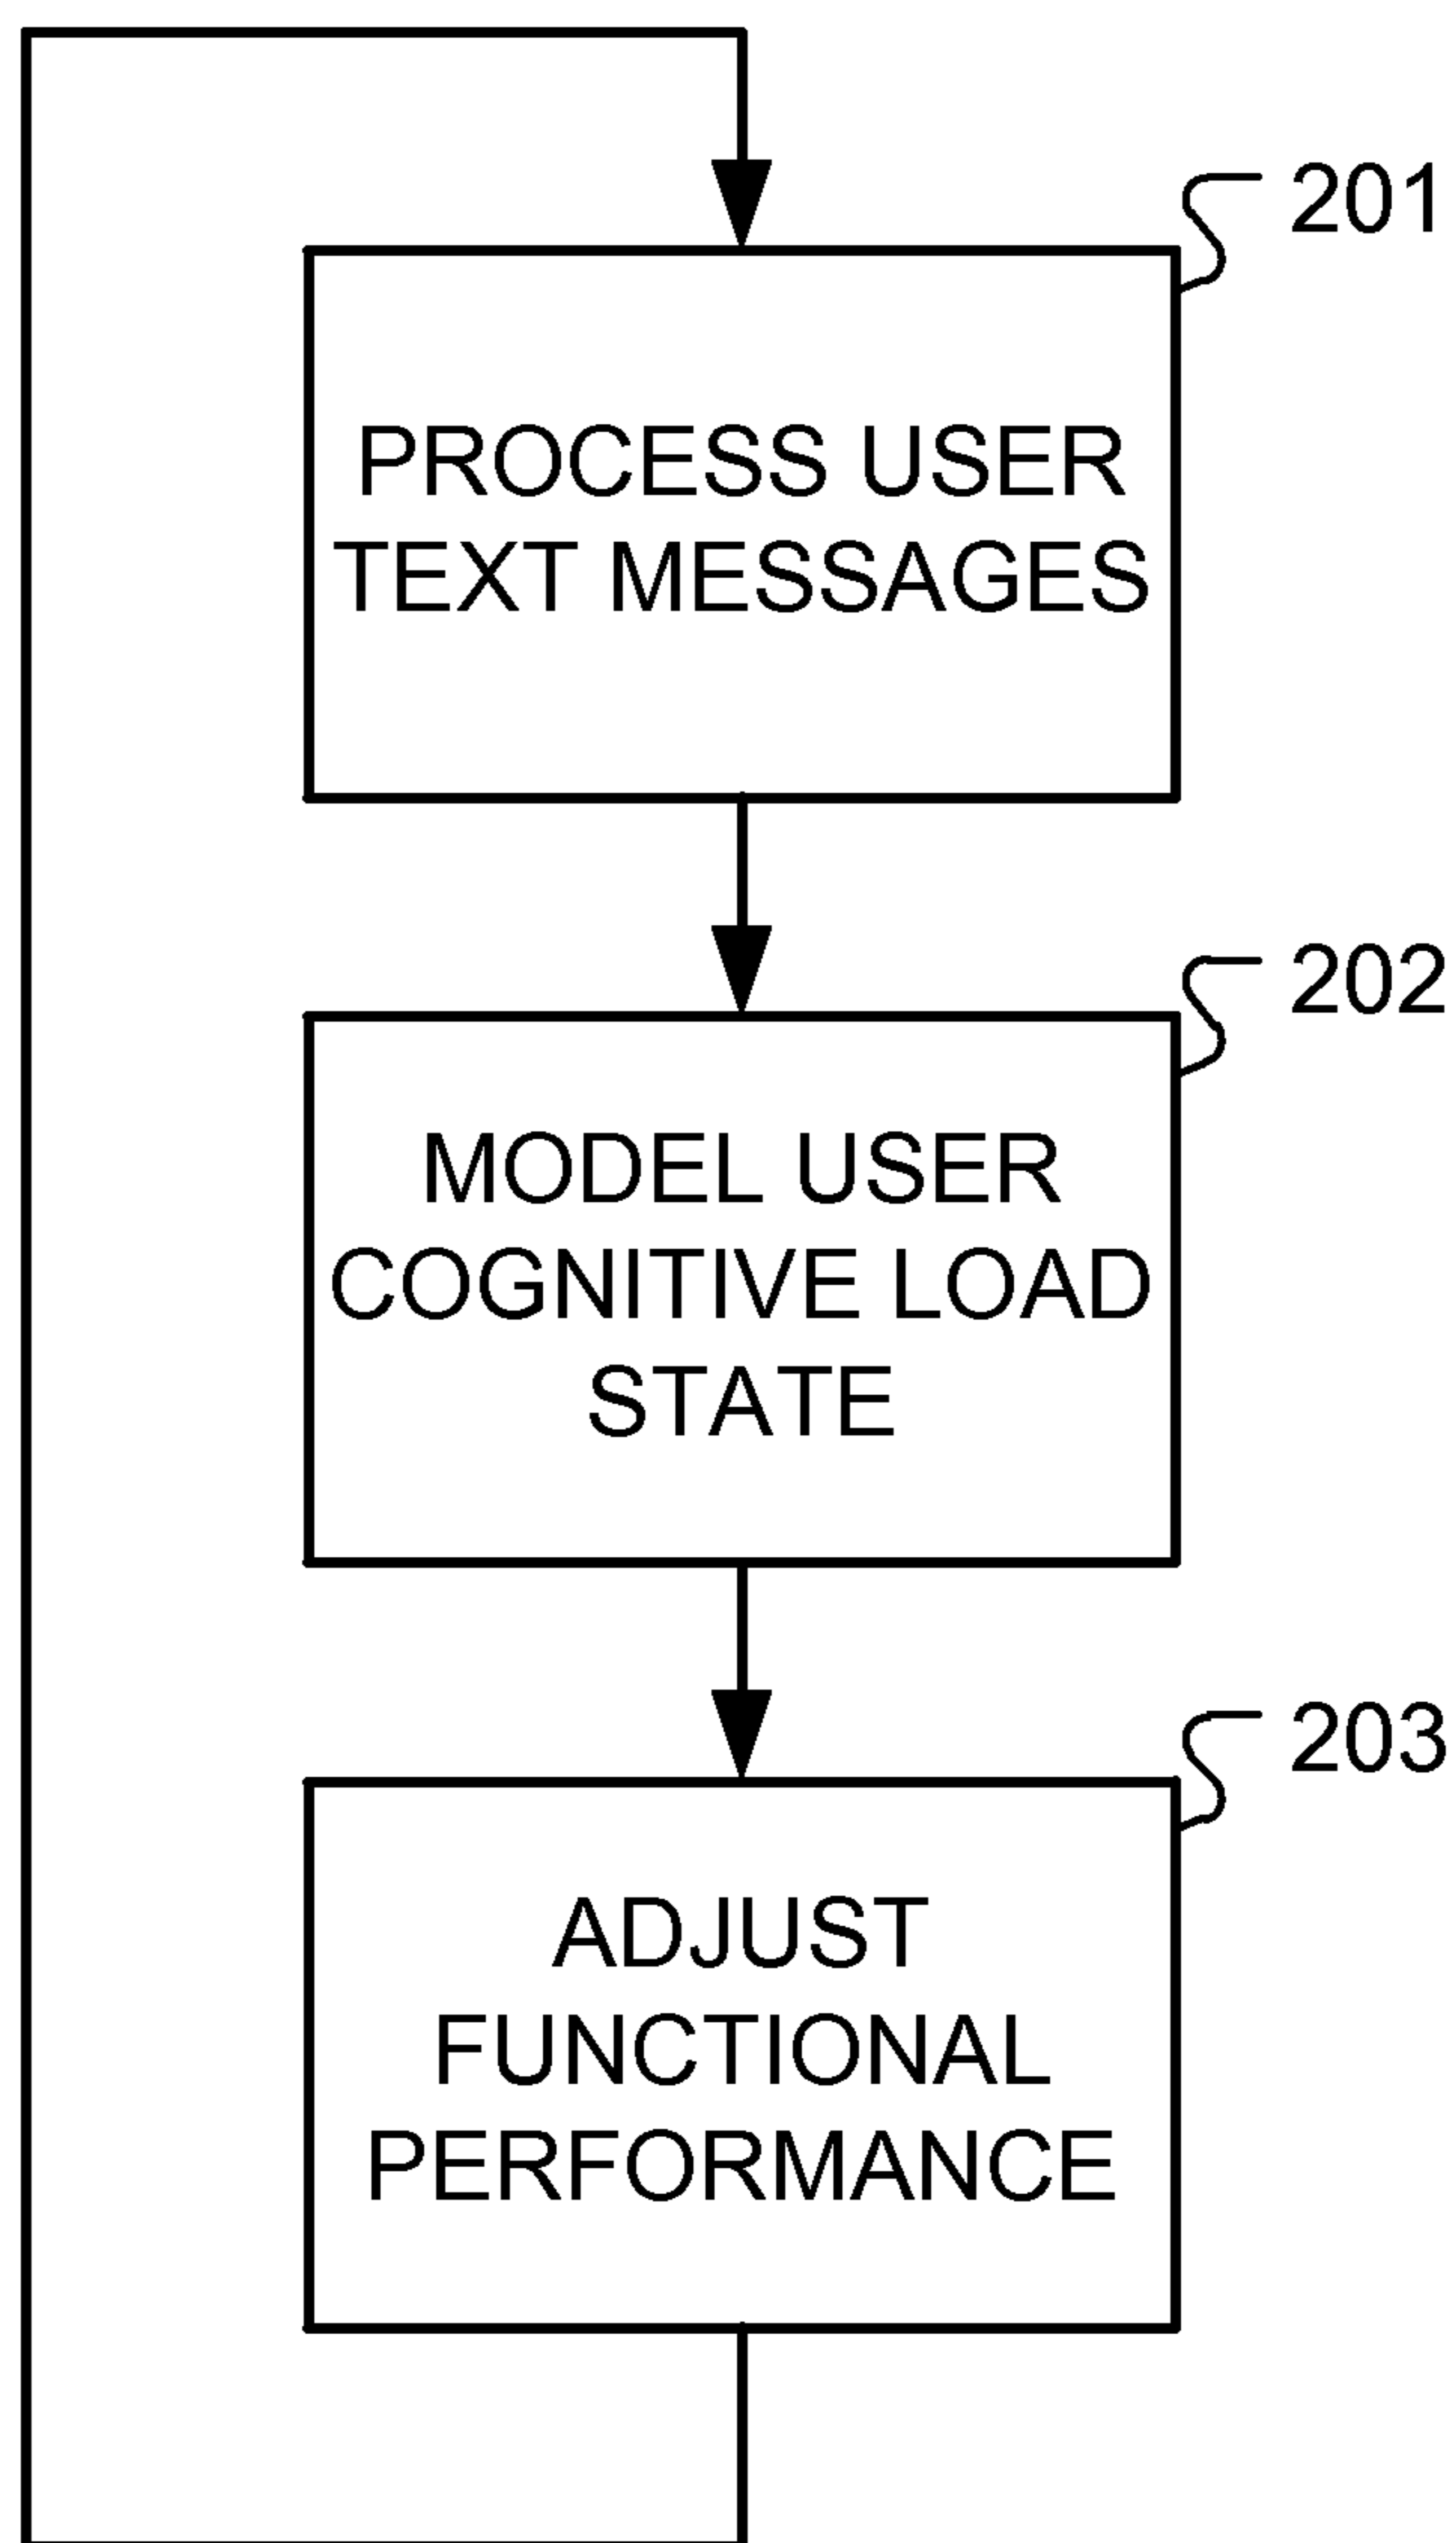 201
PROCESS USER
TEXT MESSAGES
202
MODEL USER
COGNITIVE LOAD
STATE
203
ADJUST
FUNCTIONAL
PERFORMANCE